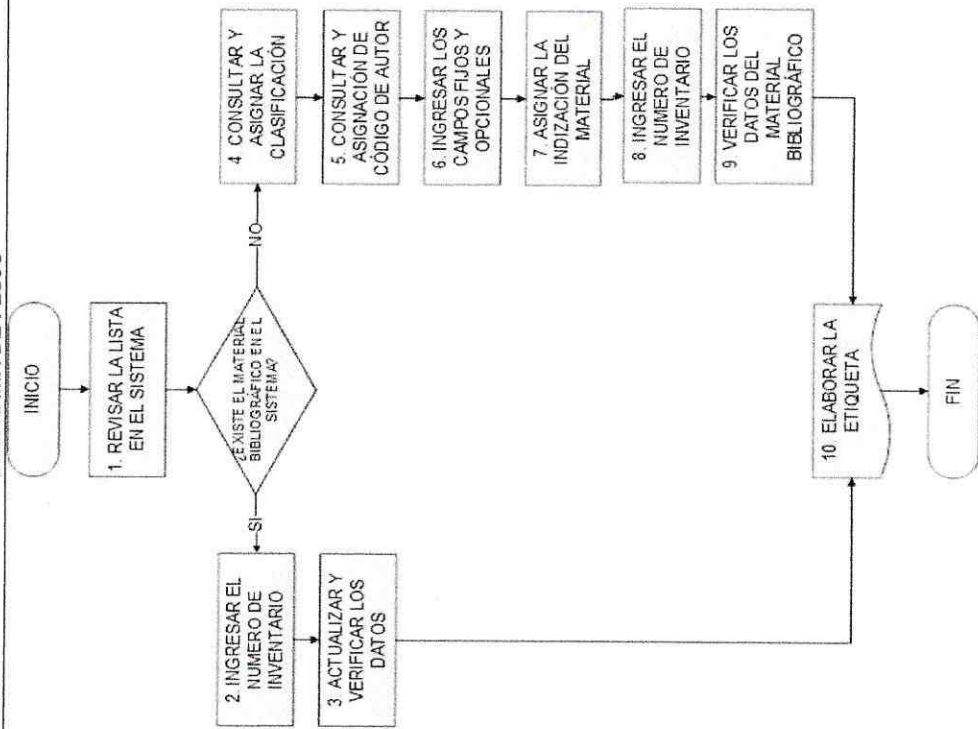 INICIO
1. REVISAR LA LISTA
EN EL SISTEMA
¿EXISTE EL MATERIAL
BIBLIOGRÁFICO EN EL
SISTEMA?
SI
NO
2. INGRESAR EL
NUMERO DE
INVENTARIO
3. ACTUALIZAR Y
VERIFICAR LOS
DATOS
4 CONSULTAR Y
ASIGNAR LA
CLASIFICACIÓN
5. CONSULTAR Y
ASIGNACIÓN DE
CÓDIGO DE AUTOR
6. INGRESAR LOS
CAMPOS FIJOS Y
OPCIONALES
7. ASIGNAR LA
INDIZACIÓN DEL
MATERIAL
8. INGRESAR EL
NUMERO DE
INVENTARIO
9 VERIFICAR LOS
DATOS DEL
MATERIAL
BIBLIOGRÁFICO
10. ELABORAR LA
ETIQUETA
FIN